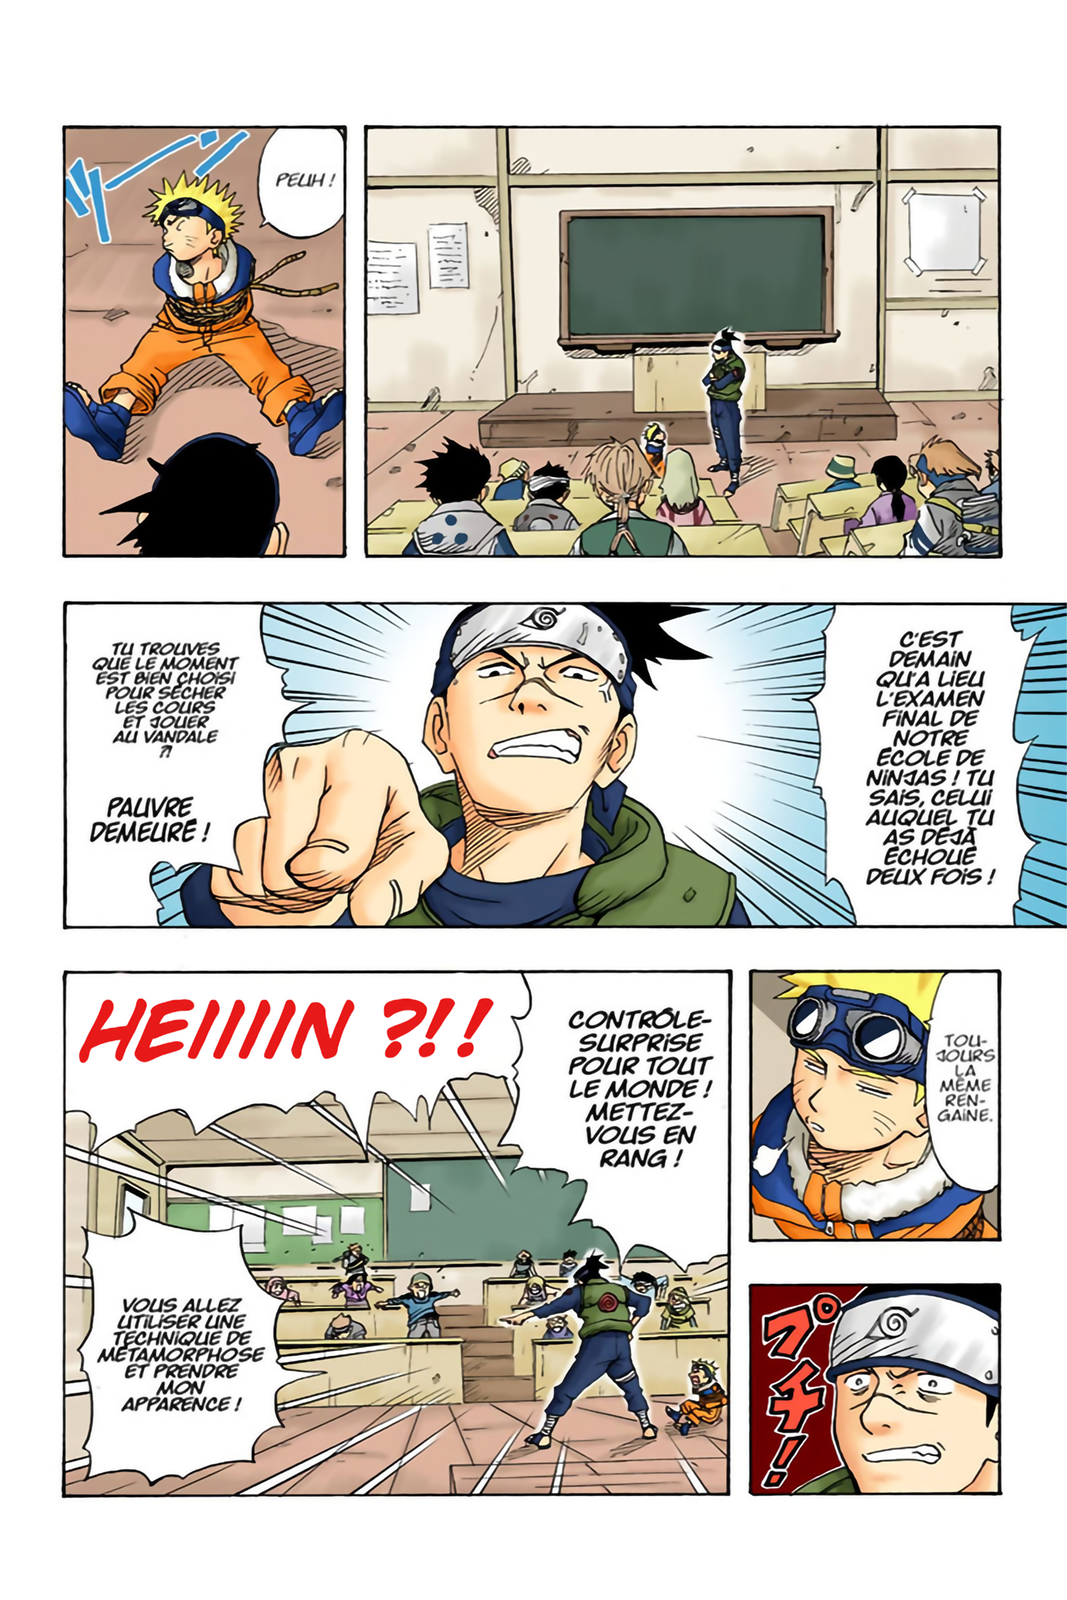 PEUH !
ツーン
C'EST
DEMAIN
QU'A LIEU
L'EXAMEN
FINAL DE
NOTRE
ÉCOLE DE
NINJAS ! TU
SAIS, CELUI
AUQUEL TU
AS DÉJÀ
ÉCHOUÉ
DEUX FOIS !
TU TROUVES
QUE LE MOMENT
EST BIEN CHOISI
POUR SÉCHER
LES COURS
ET JOUER
AU VANDALE
?!
PAUVRE
DEMEURÉ !
TOU-
JOURS
LA
MÊME
REN-
GAINE.
プチ!
CONTRÔLE-
SURPRISE
POUR TOUT
LE MONDE !
METTEZ-
VOUS EN
RANG !
HEIIIIN ?!!
VOUS ALLEZ
UTILISER UNE
TECHNIQUE DE
MÉTAMORPHOSE
ET PRENDRE
MON
APPARENCE !